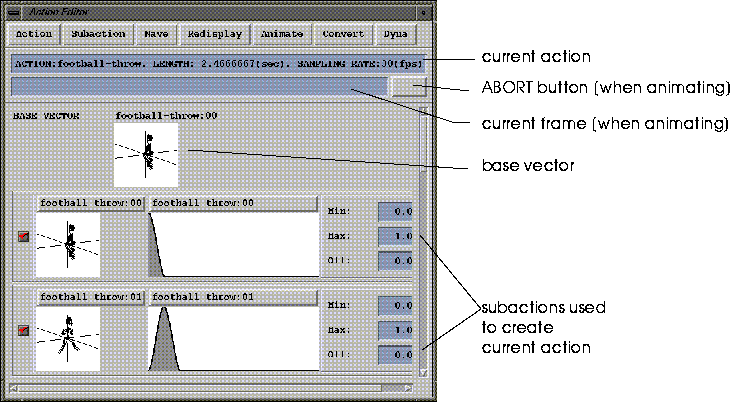 Action Editor
Action Subaction Wave Redisplay Animate Convert Dyna
ACTION:football-throw. LENGTH: 2.4666667(sec). SAMPLING RATE:30(fps)
current action
ABORT button (when animating)
current frame (when animating)
BASE VECTOR football-throw:00
base vector
football throw:00 football throw:00
Min: 0.0
Max: 1.0
Off: 0.0
football throw:01 football throw:01
Min: 0.0
Max: 1.0
Off: 0.0
subactions used
to create
current action